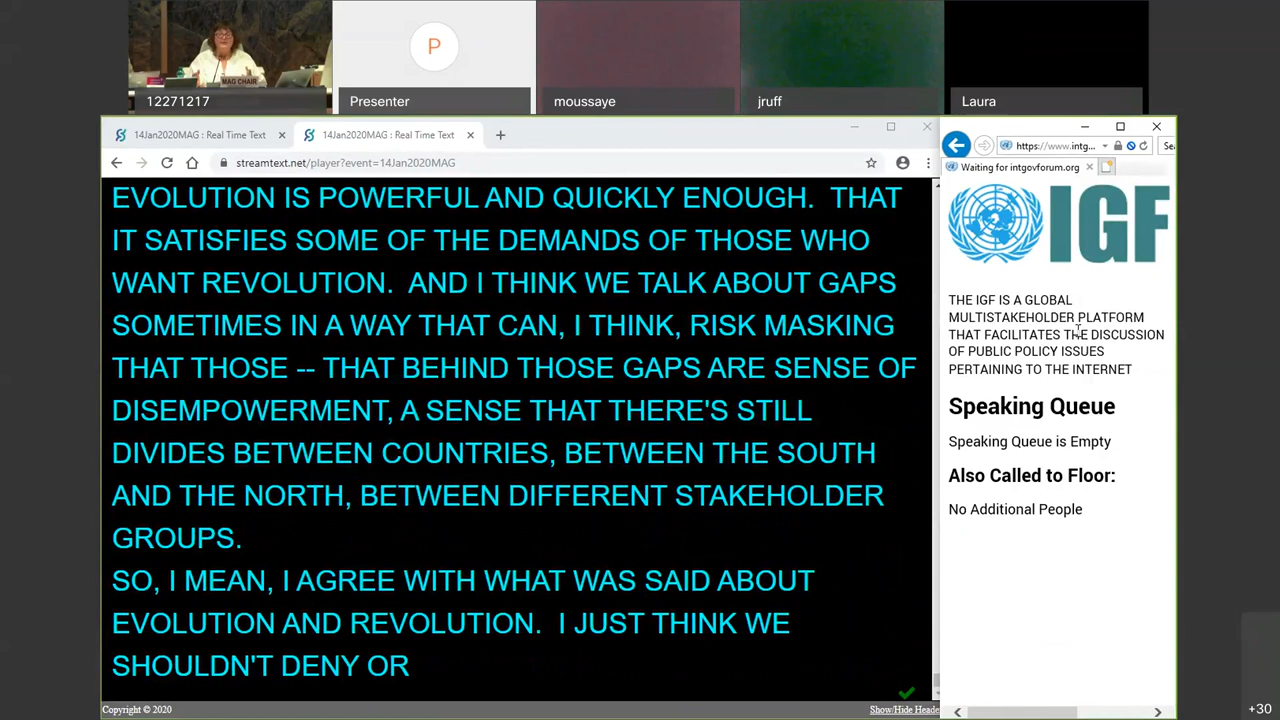 MAG CHAIR
P
12271217
Presenter
moussaye
jruff
Laura
14Jan2020MAG : Real Time Text
14Jan2020MAG : Real Time Text
streamtext.net/player?event=14Jan2020MAG
EVOLUTION IS POWERFUL AND QUICKLY ENOUGH.  THAT
IT SATISFIES SOME OF THE DEMANDS OF THOSE WHO
WANT REVOLUTION.  AND I THINK WE TALK ABOUT GAPS
SOMETIMES IN A WAY THAT CAN, I THINK, RISK MASKING
THAT THOSE -- THAT BEHIND THOSE GAPS ARE SENSE OF
DISEMPOWERMENT, A SENSE THAT THERE'S STILL
DIVIDES BETWEEN COUNTRIES, BETWEEN THE SOUTH
AND THE NORTH, BETWEEN DIFFERENT STAKEHOLDER
GROUPS.
SO, I MEAN, I AGREE WITH WHAT WAS SAID ABOUT
EVOLUTION AND REVOLUTION.  I JUST THINK WE
SHOULDN'T DENY OR
Copyright © 2020
Show/Hide Heade
https://www.intg...
Sea
Waiting for intgovforum.org
IGF
THE IGF IS A GLOBAL
MULTISTAKEHOLDER PLATFORM
THAT FACILITATES THE DISCUSSION
OF PUBLIC POLICY ISSUES
PERTAINING TO THE INTERNET
Speaking Queue
Speaking Queue is Empty
Also Called to Floor:
No Additional People
+30